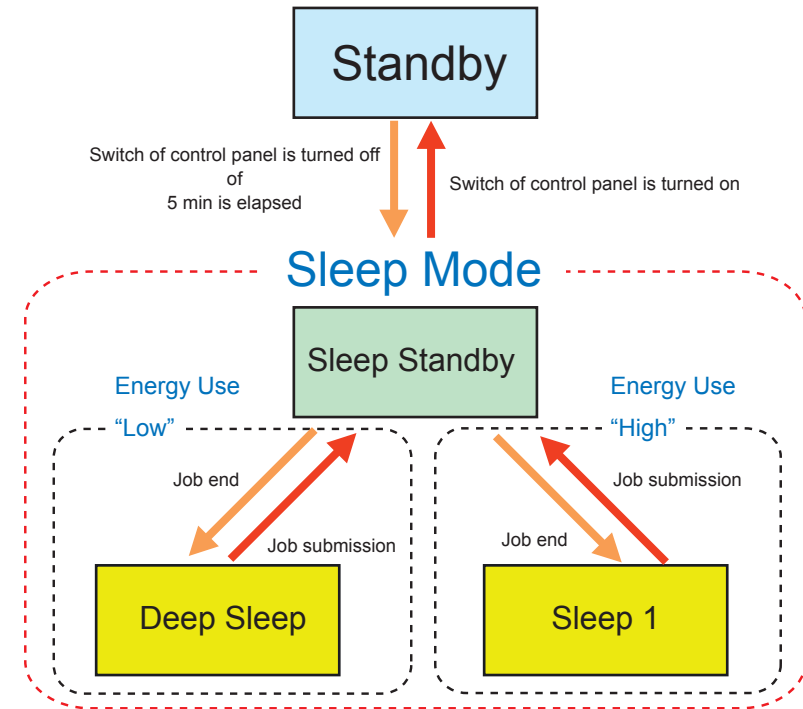 Standby
Switch of control panel is turned off
of
5 min is elapsed
Switch of control panel is turned on
Sleep Mode
Sleep Standby
Energy Use
“Low”
Energy Use
“High”
Job end
Job submission
Job submission
Job end
Deep Sleep
Sleep 1